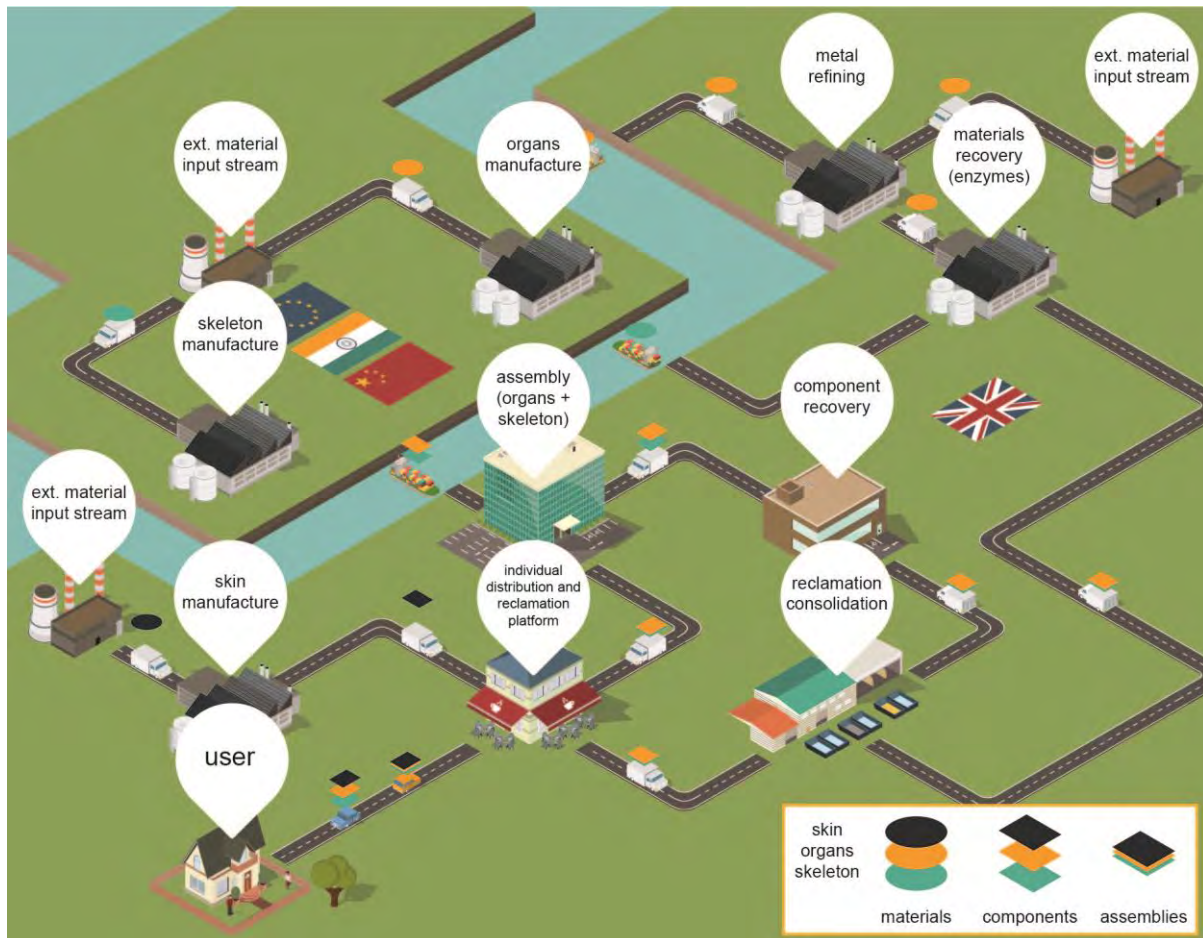 metal
refining
ext. material
input stream
ext. material
input stream
organs
manufacture
materials
recovery
(enzymes)
skeleton
manufacture
assembly
(organs +
skeleton)
component
recovery
ext. material
input stream
skin
manufacture
individual
distribution and
reclamation
platform
reclamation
consolidation
user
skin
organs
skeleton
materials
components
assemblies